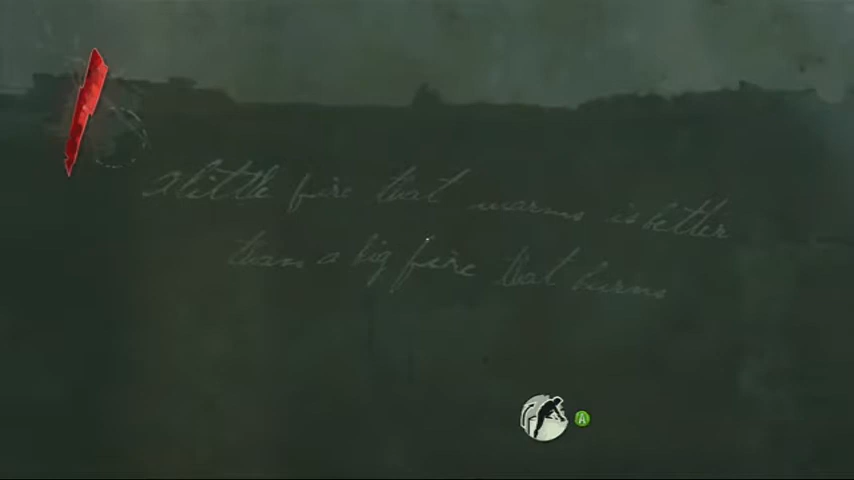 A little fire that warms is better
than a big fire that burns
A